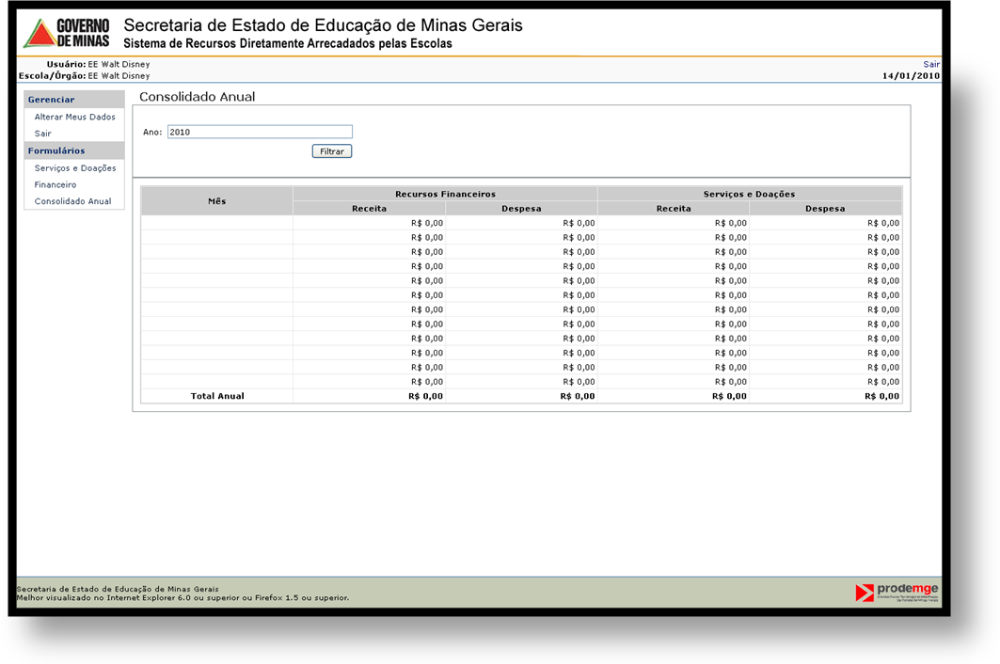 GOVERNO
DE MINAS
Secretaria de Estado de Educação de Minas Gerais
Sistema de Recursos Diretamente Arrecadados pelas Escolas
Usuário: EE Walt Disney
Sair
Escola/Órgão: EE Walt Disney
14/01/2010
Gerenciar
Alterar Meus Dados
Sair
Formulários
Serviços e Doações
Financeiro
Consolidado Anual
Consolidado Anual
Ano: 2010
Filtrar
Mês Recursos Financeiros Serviços e Doações
Receita Despesa Receita Despesa
R$ 0,00 R$ 0,00 R$ 0,00 R$ 0,00
R$ 0,00 R$ 0,00 R$ 0,00 R$ 0,00
R$ 0,00 R$ 0,00 R$ 0,00 R$ 0,00
R$ 0,00 R$ 0,00 R$ 0,00 R$ 0,00
R$ 0,00 R$ 0,00 R$ 0,00 R$ 0,00
R$ 0,00 R$ 0,00 R$ 0,00 R$ 0,00
R$ 0,00 R$ 0,00 R$ 0,00 R$ 0,00
R$ 0,00 R$ 0,00 R$ 0,00 R$ 0,00
R$ 0,00 R$ 0,00 R$ 0,00 R$ 0,00
R$ 0,00 R$ 0,00 R$ 0,00 R$ 0,00
R$ 0,00 R$ 0,00 R$ 0,00 R$ 0,00
R$ 0,00 R$ 0,00 R$ 0,00 R$ 0,00
Total Anual R$ 0,00 R$ 0,00 R$ 0,00 R$ 0,00
Secretaria de Estado de Educação de Minas Gerais
Melhor visualizado no Internet Explorer 6.0 ou superior ou Firefox 1.5 ou superior.
prodemge